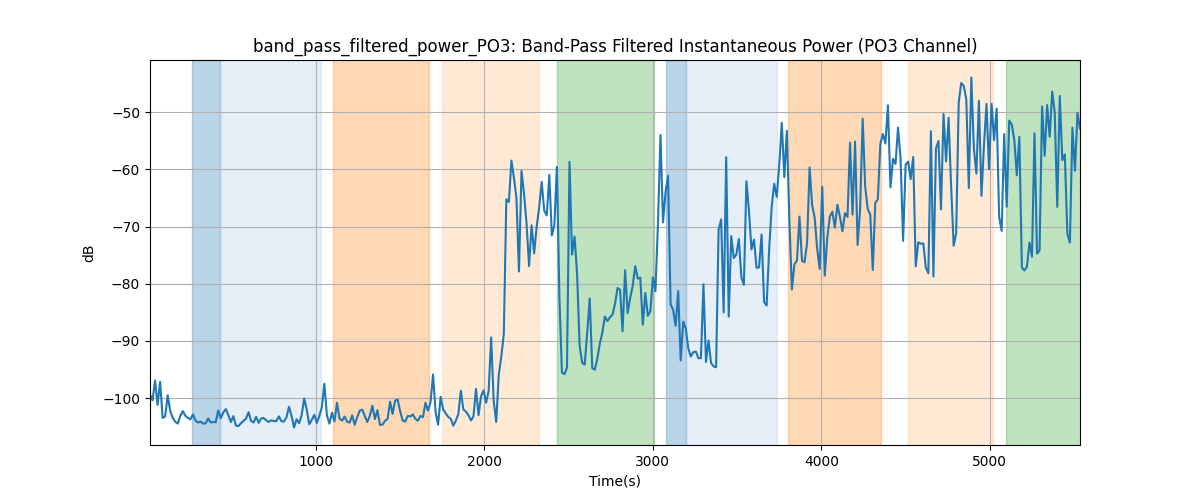 band_pass_filtered_power_PO3: Band-Pass Filtered Instantaneous Power (PO3 Channel)
dB
−50
−60
−70
−80
−90
−100
1000 2000 3000 4000 5000
Time(s)